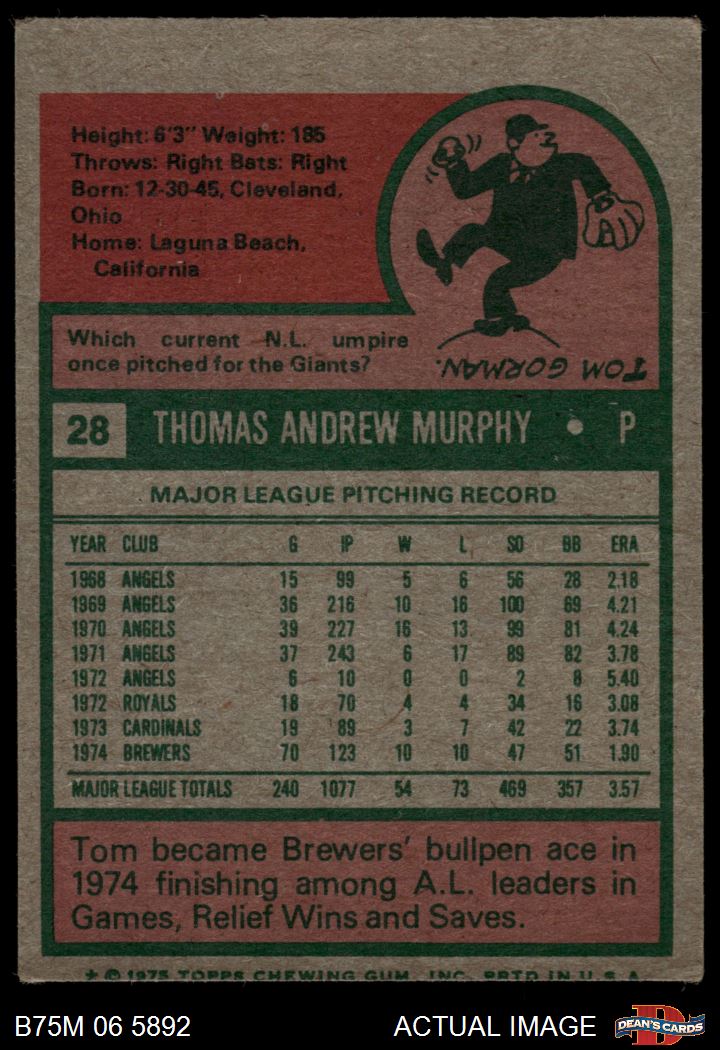 Height: 6'3" Weight: 185
Throws: Right Bats: Right
Born: 12-30-45, Cleveland,
Ohio
Home: Laguna Beach,
California
Which current N.L. umpire
once pitched for the Giants?
TOM GORMAN.
28 THOMAS ANDREW MURPHY • P
MAJOR LEAGUE PITCHING RECORD
YEAR CLUB G IP W L SO BB ERA
1968 ANGELS 15 99 5 6 56 28 2.18
1969 ANGELS 36 216 10 16 100 69 4.21
1970 ANGELS 39 227 16 13 99 81 4.24
1971 ANGELS 37 243 6 17 89 82 3.78
1972 ANGELS 6 10 0 0 2 8 5.40
1972 ROYALS 18 70 4 4 34 16 3.08
1973 CARDINALS 19 89 3 7 42 22 3.74
1974 BREWERS 70 123 10 10 47 51 1.90
MAJOR LEAGUE TOTALS 240 1077 54 73 469 357 3.57
Tom became Brewers' bullpen ace in
1974 finishing among A.L. leaders in
Games, Relief Wins and Saves.
* © 1975 TOPPS CHEWING GUM, INC. PRTD IN U.S.A.
B75M 06 5892 ACTUAL IMAGE
D
DEAN'S CARDS